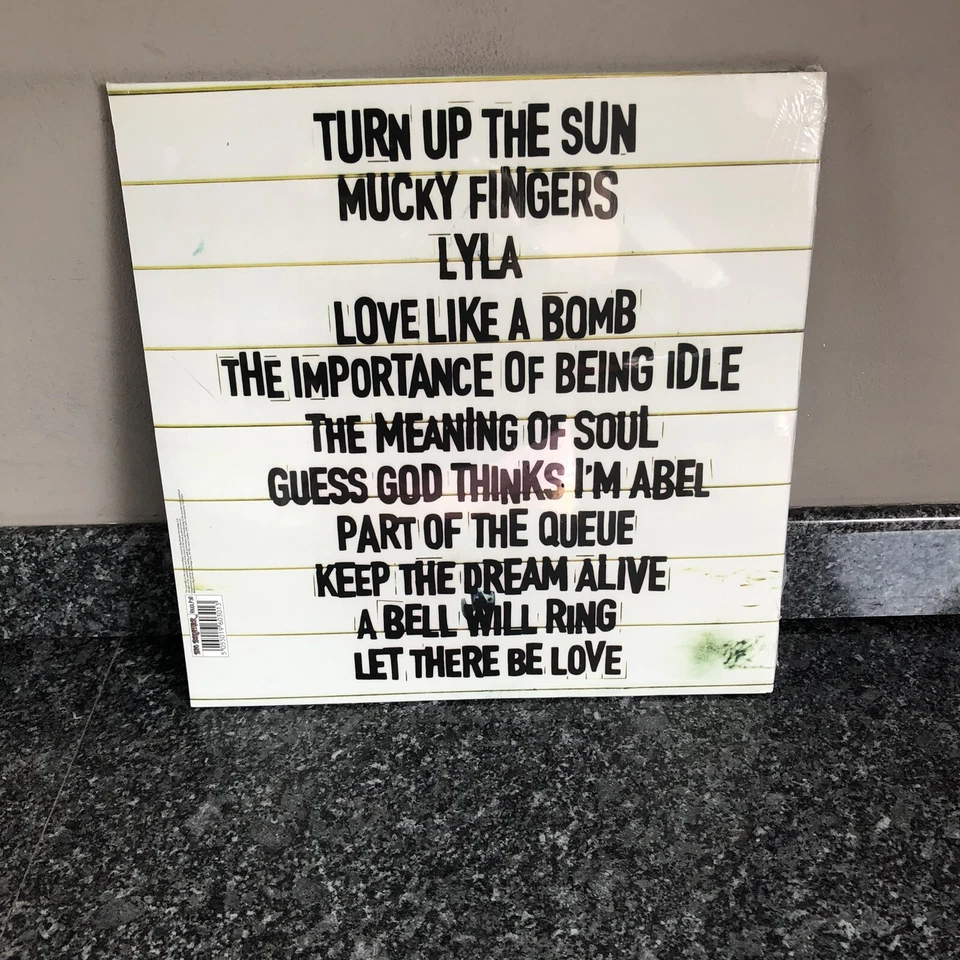 TURN UP THE SUN
MUCKY FINGERS
LYLA
LOVE LIKE A BOMB
THE IMPORTANCE OF BEING IDLE
THE MEANING OF SOUL
GUESS GOD THINKS I'M ABEL
PART OF THE QUEUE
KEEP THE DREAM ALIVE
A BELL WILL RING
LET THERE BE LOVE